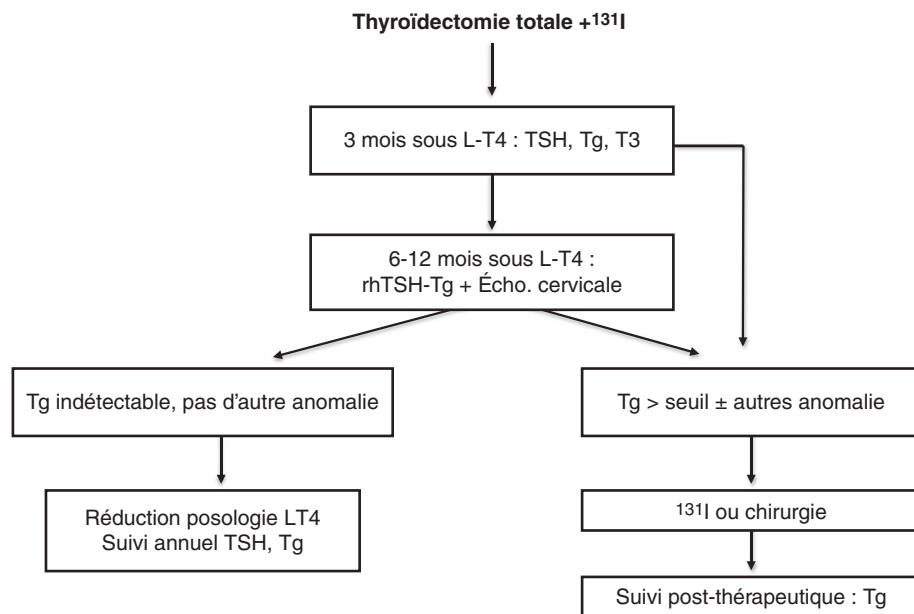 Thyroïdectomie totale +¹³¹I
3 mois sous L-T4 : TSH, Tg, T3
6-12 mois sous L-T4 :
rhTSH-Tg + Écho. cervicale
Tg indétectable, pas d'autre anomalie
Tg > seuil ± autres anomalie
Réduction posologie LT4
Suivi annuel TSH, Tg
¹³¹I ou chirurgie
Suivi post-thérapeutique : Tg